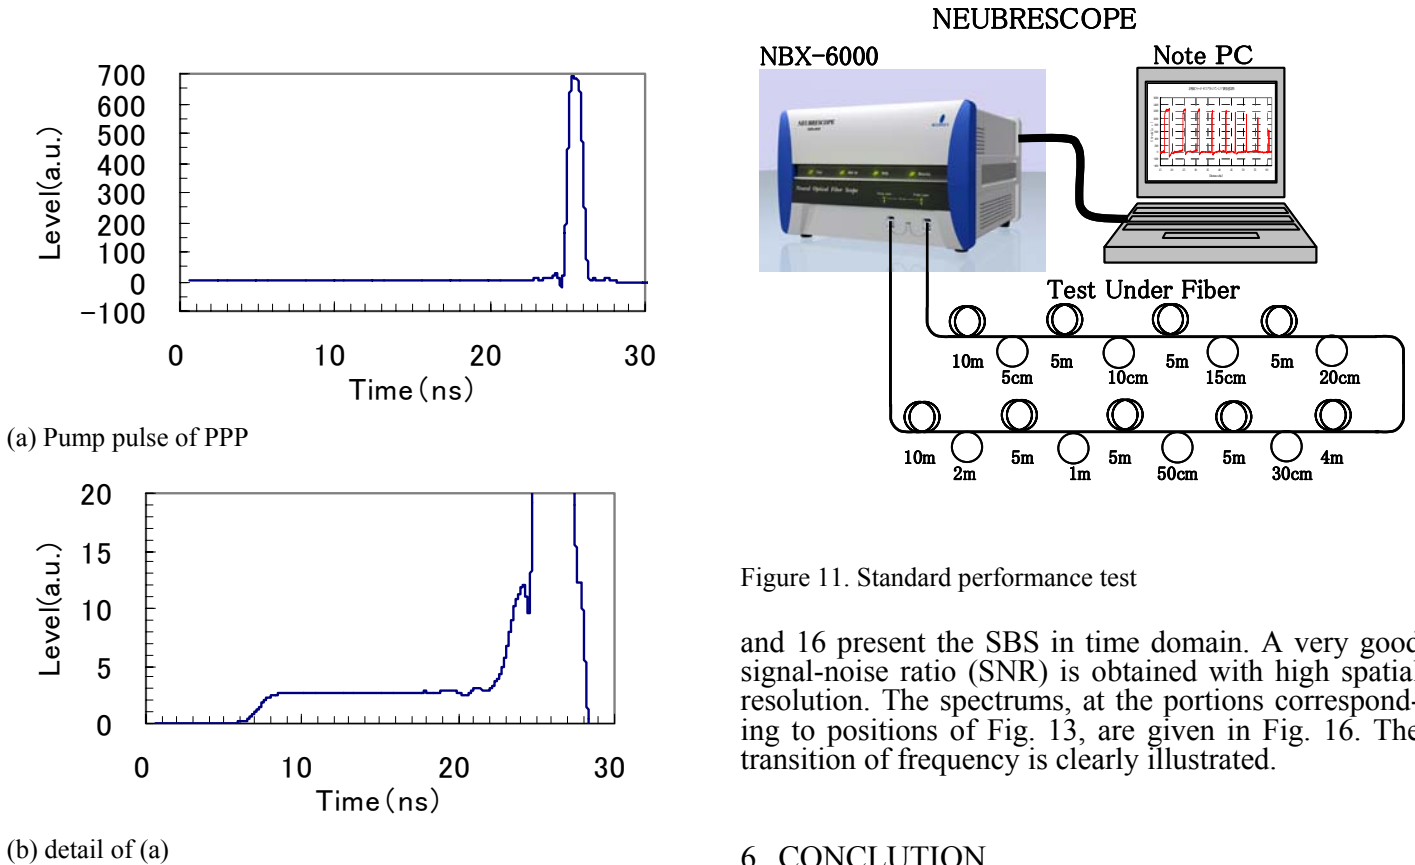 700
600
500
400
300
200
100
0
-100
Level(a.u.)
0 10 20 30
Time(ns)
(a) Pump pulse of PPP
20
15
10
5
0
Level(a.u.)
0 10 20 30
Time(ns)
(b) detail of (a)
NEUBRESCOPE
NBX-6000
Note PC
NEUBRESCOPE
Test Under Fiber
10m 5m 5m 5m
5cm 10cm 15cm 20cm
10m 5m 5m 5m 4m
2m 1m 50cm 30cm
Figure 11. Standard performance test
and 16 present the SBS in time domain. A very good
signal-noise ratio (SNR) is obtained with high spatial
resolution. The spectrums, at the portions correspond-
ing to positions of Fig. 13, are given in Fig. 16. The
transition of frequency is clearly illustrated.
6 CONCLUTION